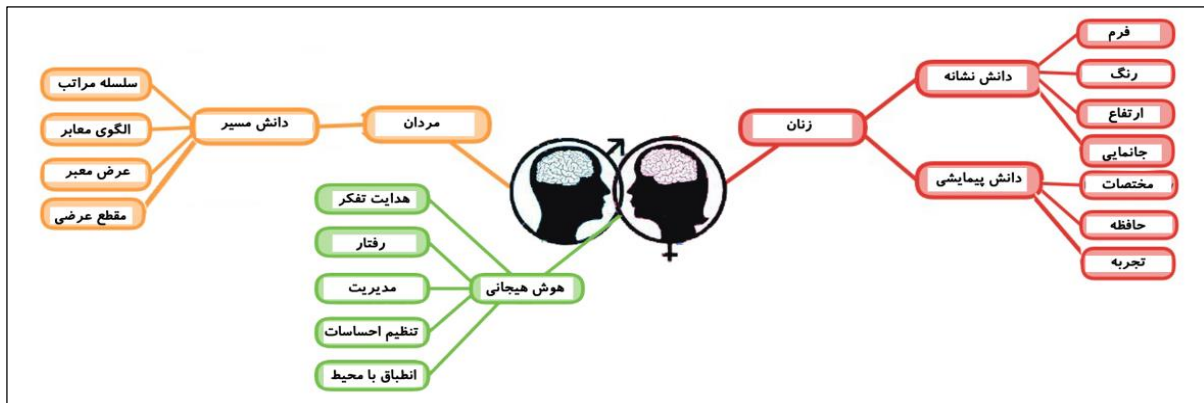 زنان
دانش نشانه
فرم
رنگ
ارتفاع
جانمایی
دانش پیمایشی
مختصات
حافظه
تجربه
مردان
دانش مسیر
سلسله مراتب
الگوی معابر
عرض معبر
مقطع عرضی
هوش هیجانی
هدایت تفکر
رفتار
مدیریت
تنظیم احساسات
انطباق با محیط